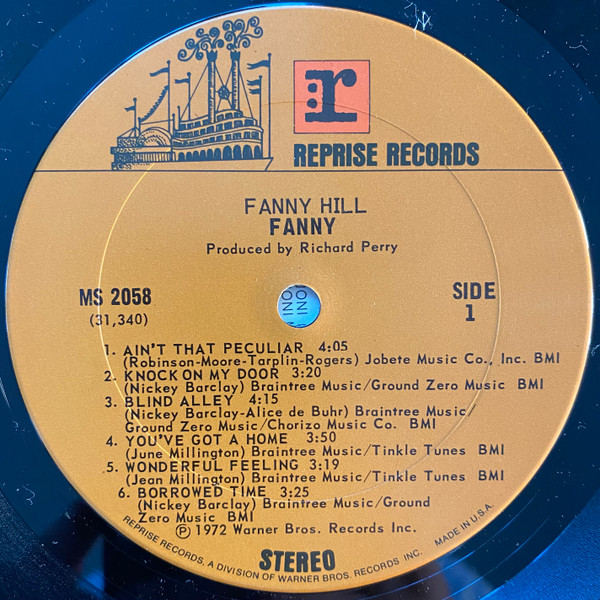 r
REPRISE RECORDS
FANNY HILL
FANNY
Produced by Richard Perry
MS 2058
(31,340)
SIDE
1
1. AIN'T THAT PECULIAR 4:05
(Robinson-Moore-Tarplin-Rogers) Jobete Music Co., Inc. BMI
2. KNOCK ON MY DOOR 3:20
(Nickey Barclay) Braintree Music/Ground Zero Music BMI
3. BLIND ALLEY 4:15
(Nickey Barclay-Alice de Buhr) Braintree Music/
Ground Zero Music/Chorizo Music Co. BMI
4. YOU'VE GOT A HOME 3:50
(June Millington) Braintree Music/Tinkle Tunes BMI
5. WONDERFUL FEELING 3:19
(Jean Millington) Braintree Music/Tinkle Tunes BMI
6. BORROWED TIME 3:25
(Nickey Barclay) Braintree Music/Ground
Zero Music BMI
Ⓟ 1972 Warner Bros. Records Inc.
STEREO
REPRISE RECORDS, A DIVISION OF WARNER BROS. RECORDS INC. MADE IN U.S.A.